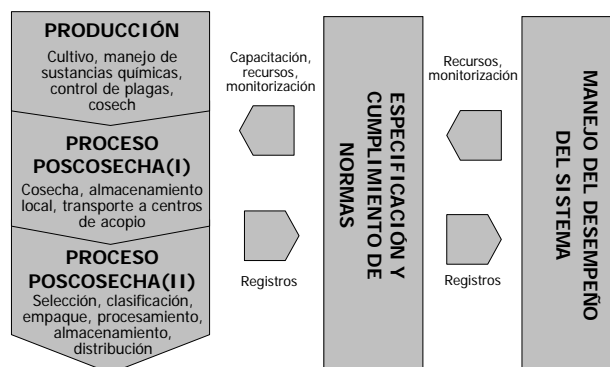 PRODUCCIÓN
Cultivo, manejo de
sustancias químicas,
control de plagas,
cosech
PROCESO
POSCOSECHA(I)
Cosecha, almacenamiento
local, transporte a centros
de acopio
PROCESO
POSCOSECHA(II)
Selección, clasificación,
empaque, procesamiento,
almacenamiento,
distribución
Capacitación,
recursos,
monitorización
Registros
ESPECIFICACIÓN Y
CUMPLIMIENTO DE
NORMAS
Recursos,
monitorización
Registros
MANEJO DEL DESEMPEÑO
DEL SISTEMA